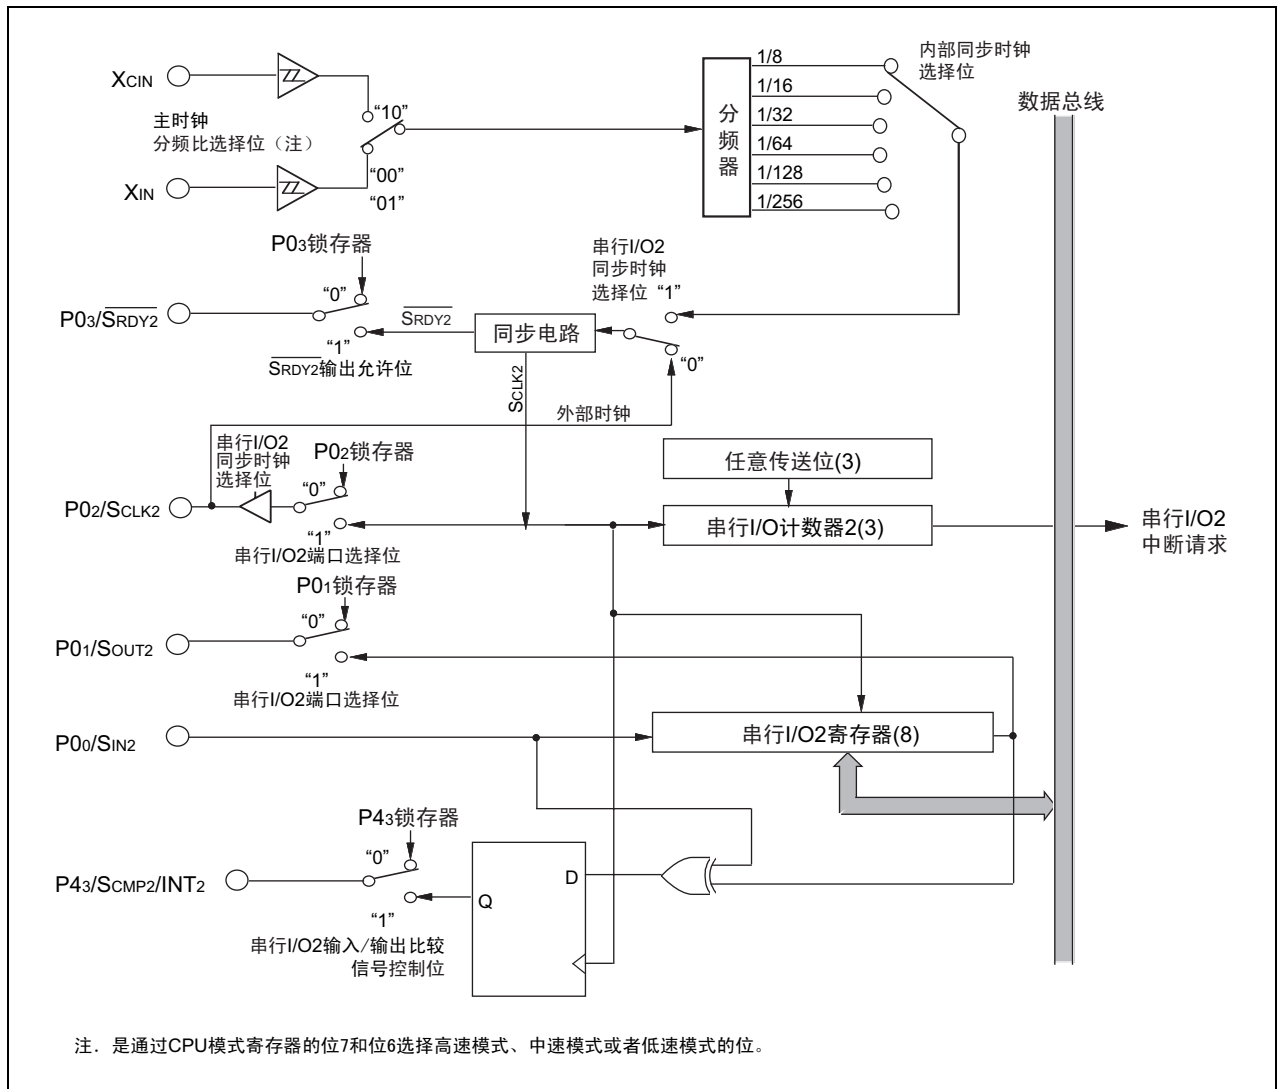 XCIN
“10”
主时钟
分频比选择位（注）
XIN
“00”
“01”
分频器
1/8
1/16
1/32
1/64
1/128
1/256
内部同步时钟
选择位
数据总线
P03锁存器
“0”
P03/SRDY2
“1”
SRDY2输出允许位
SRDY2
同步电路
串行I/O2
同步时钟
选择位 “1”
“0”
SCLK2
外部时钟
串行I/O2
同步时钟
选择位
P02锁存器
“0”
P02/SCLK2
“1”
串行I/O2端口选择位
任意传送位(3)
串行I/O计数器2(3)
串行I/O2
中断请求
P01锁存器
“0”
P01/SOUT2
“1”
串行I/O2端口选择位
P00/SIN2
串行I/O2寄存器(8)
P43锁存器
“0”
P43/SCMP2/INT2
“1”
串行I/O2输入/输出比较
信号控制位
D
Q
注．是通过CPU模式寄存器的位7和位6选择高速模式、中速模式或者低速模式的位。